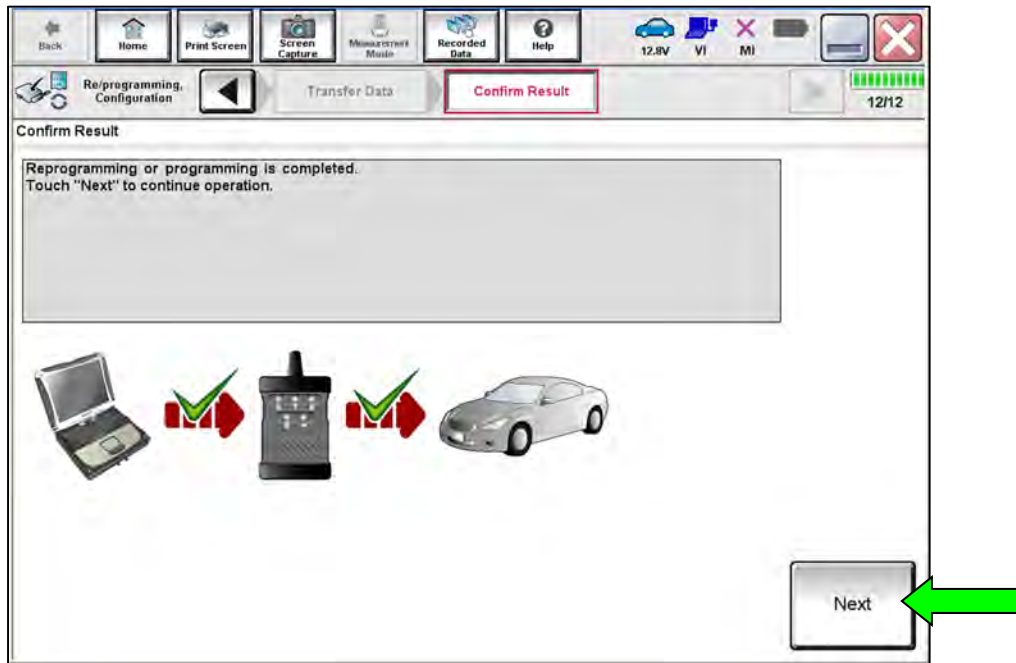 Back
Home
Print Screen
Screen
Capture
Measurement
Mode
Recorded
Data
Help
12.8V
VI
MI
Re/programming,
Configuration
Transfer Data
Confirm Result
12/12
Confirm Result
Reprogramming or programming is completed.
Touch "Next" to continue operation.
Next